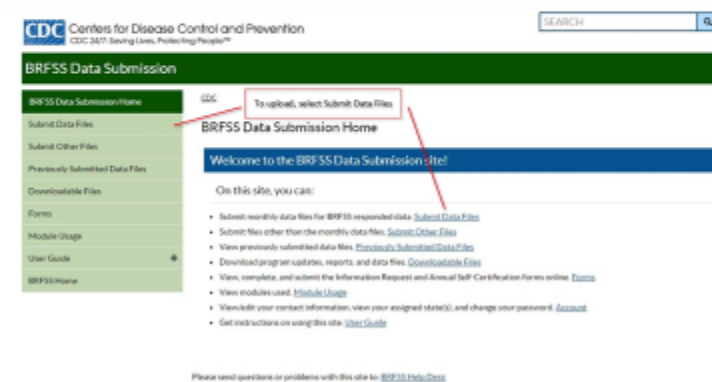 SEARCH
CDC Centers for Disease Control and Prevention
CDC 24/7: Saving Lives, Protecting People™
BRFSS Data Submission
BRFSS Data Submission Home
Submit Data Files
Submit Other Files
Previously Submitted Data Files
Downloadable Files
Forms
Module Usage
User Guide
BRFSS Home
CDC
To upload, select Submit Data Files
BRFSS Data Submission Home
Welcome to the BRFSS Data Submission site!
On this site, you can:
• Submit monthly data files for BRFSS responded data. Submit Data Files
• Submit files other than the monthly data files. Submit Other Files
• View previously submitted data files. Previously Submitted Data Files
• Download program updates, reports, and data files. Downloadable Files
• View, complete, and submit the Information Request and Annual Self-Certification forms online. Forms
• View modules used. Module Usage
• View/edit your contact information, view your assigned state(s), and change your password. Account
• Get instructions on using this site. User Guide
Please send questions or problems with this site to: BRFSS Help Desk